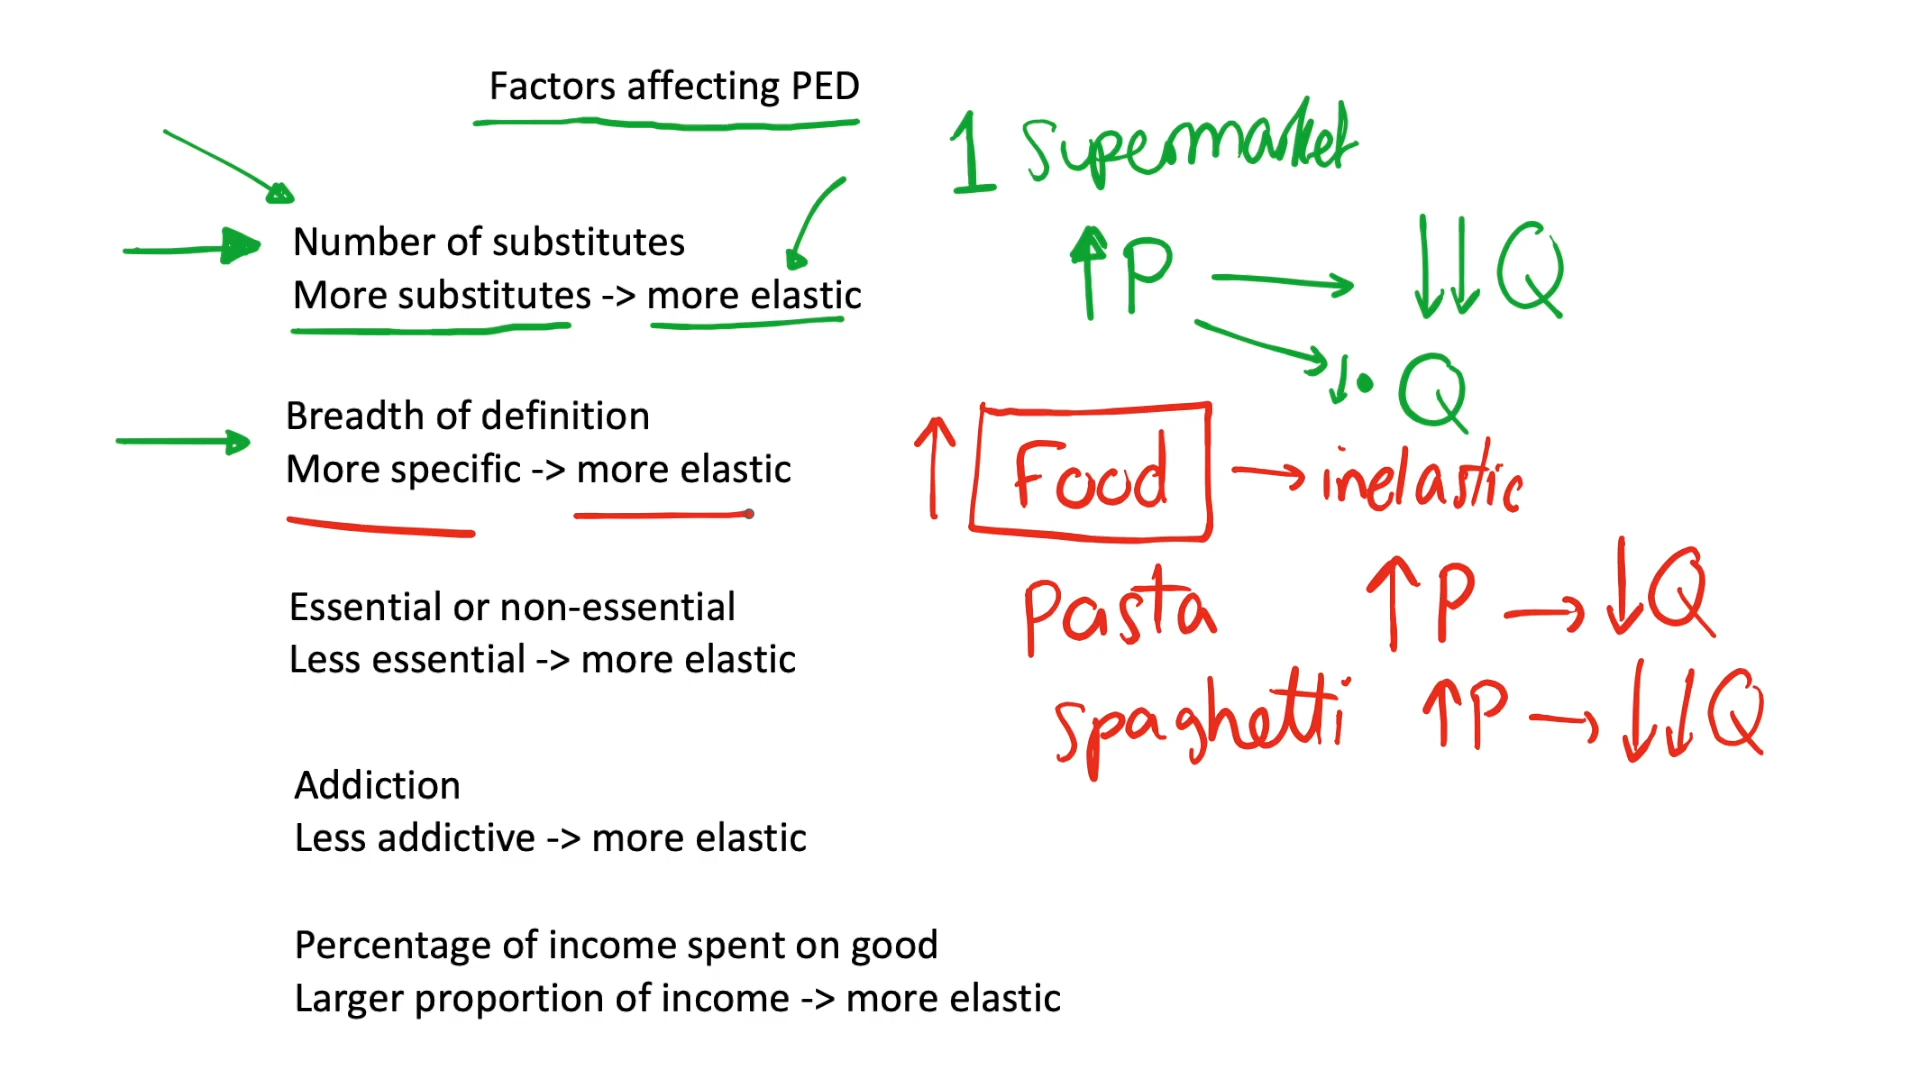 Factors affecting PED
Number of substitutes
More substitutes -> more elastic
Breadth of definition
More specific -> more elastic
Essential or non-essential
Less essential -> more elastic
Addiction
Less addictive -> more elastic
Percentage of income spent on good
Larger proportion of income -> more elastic
1 Supermarket
↑P → ↓↓Q
↓ Q
↑ Food → inelastic
Pasta ↑P → ↓Q
Spaghetti ↑P → ↓↓Q